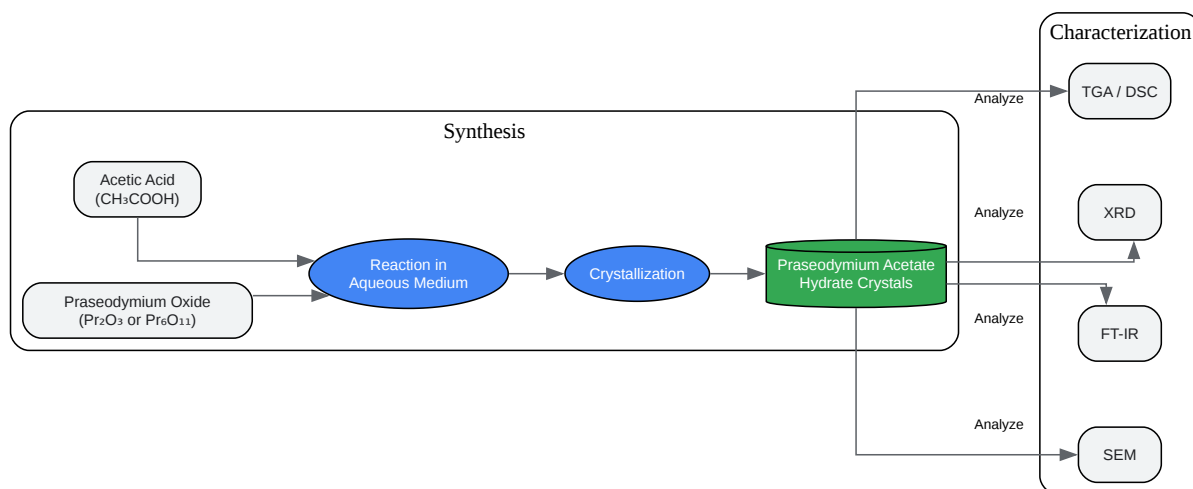 Characterization
TGA / DSC
Analyze
Synthesis
Acetic Acid
(CH₃COOH)
Analyze
XRD
Reaction in
Aqueous Medium
Crystallization
Praseodymium Acetate
Hydrate Crystals
Praseodymium Oxide
(Pr₂O₃ or Pr₆O₁₁)
Analyze
FT-IR
Analyze
SEM